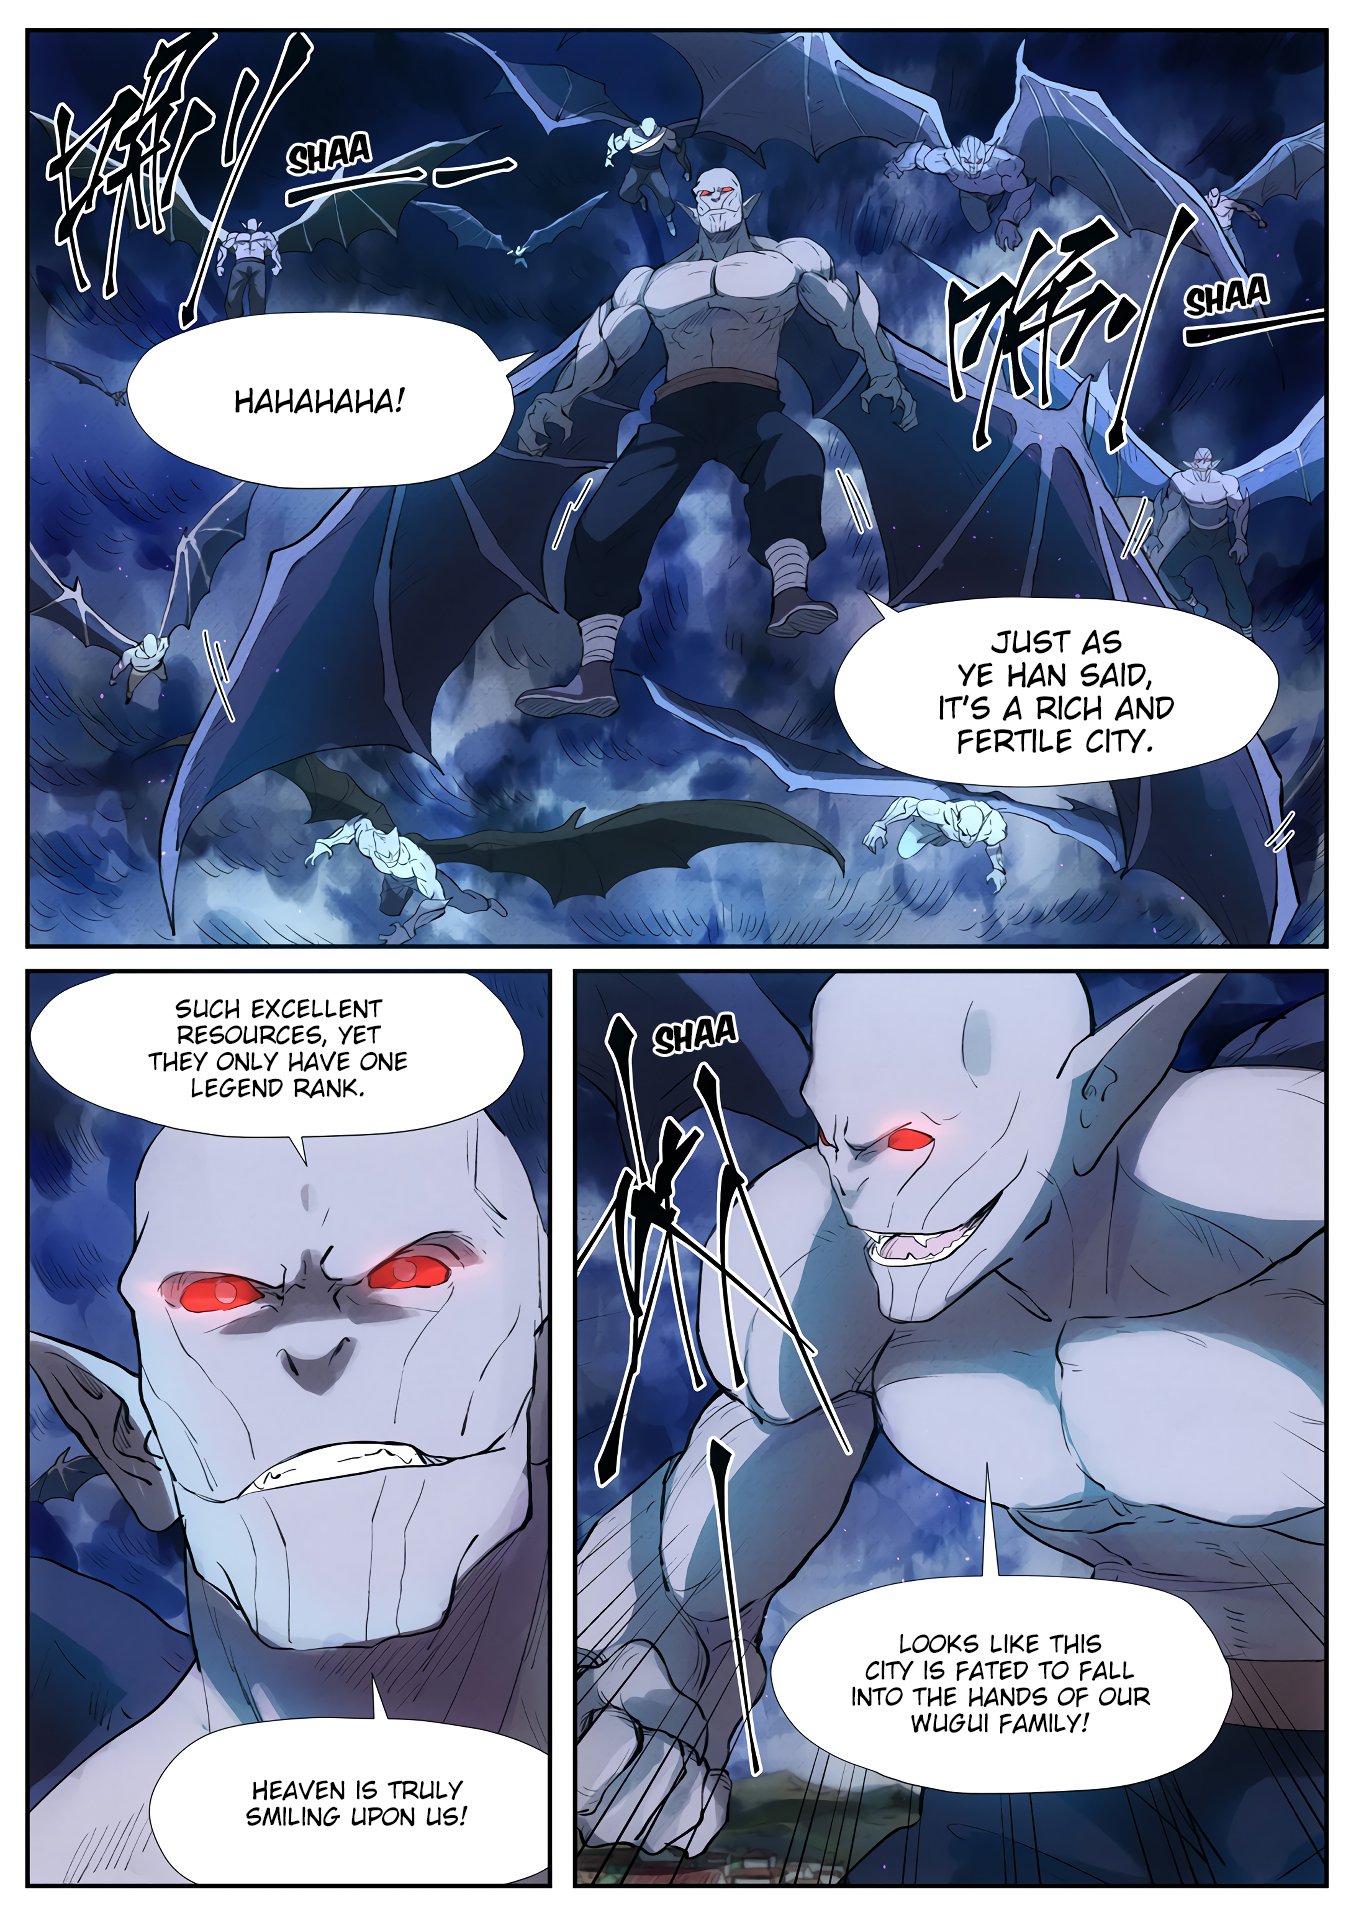 SHAA
SHAA
HAHAHAHA!
JUST AS
YE HAN SAID,
IT'S A RICH AND
FERTILE CITY.
SUCH EXCELLENT
RESOURCES, YET
THEY ONLY HAVE ONE
LEGEND RANK.
HEAVEN IS TRULY
SMILING UPON US!
SHAA
LOOKS LIKE THIS
CITY IS FATED TO FALL
INTO THE HANDS OF OUR
WUGUI FAMILY!